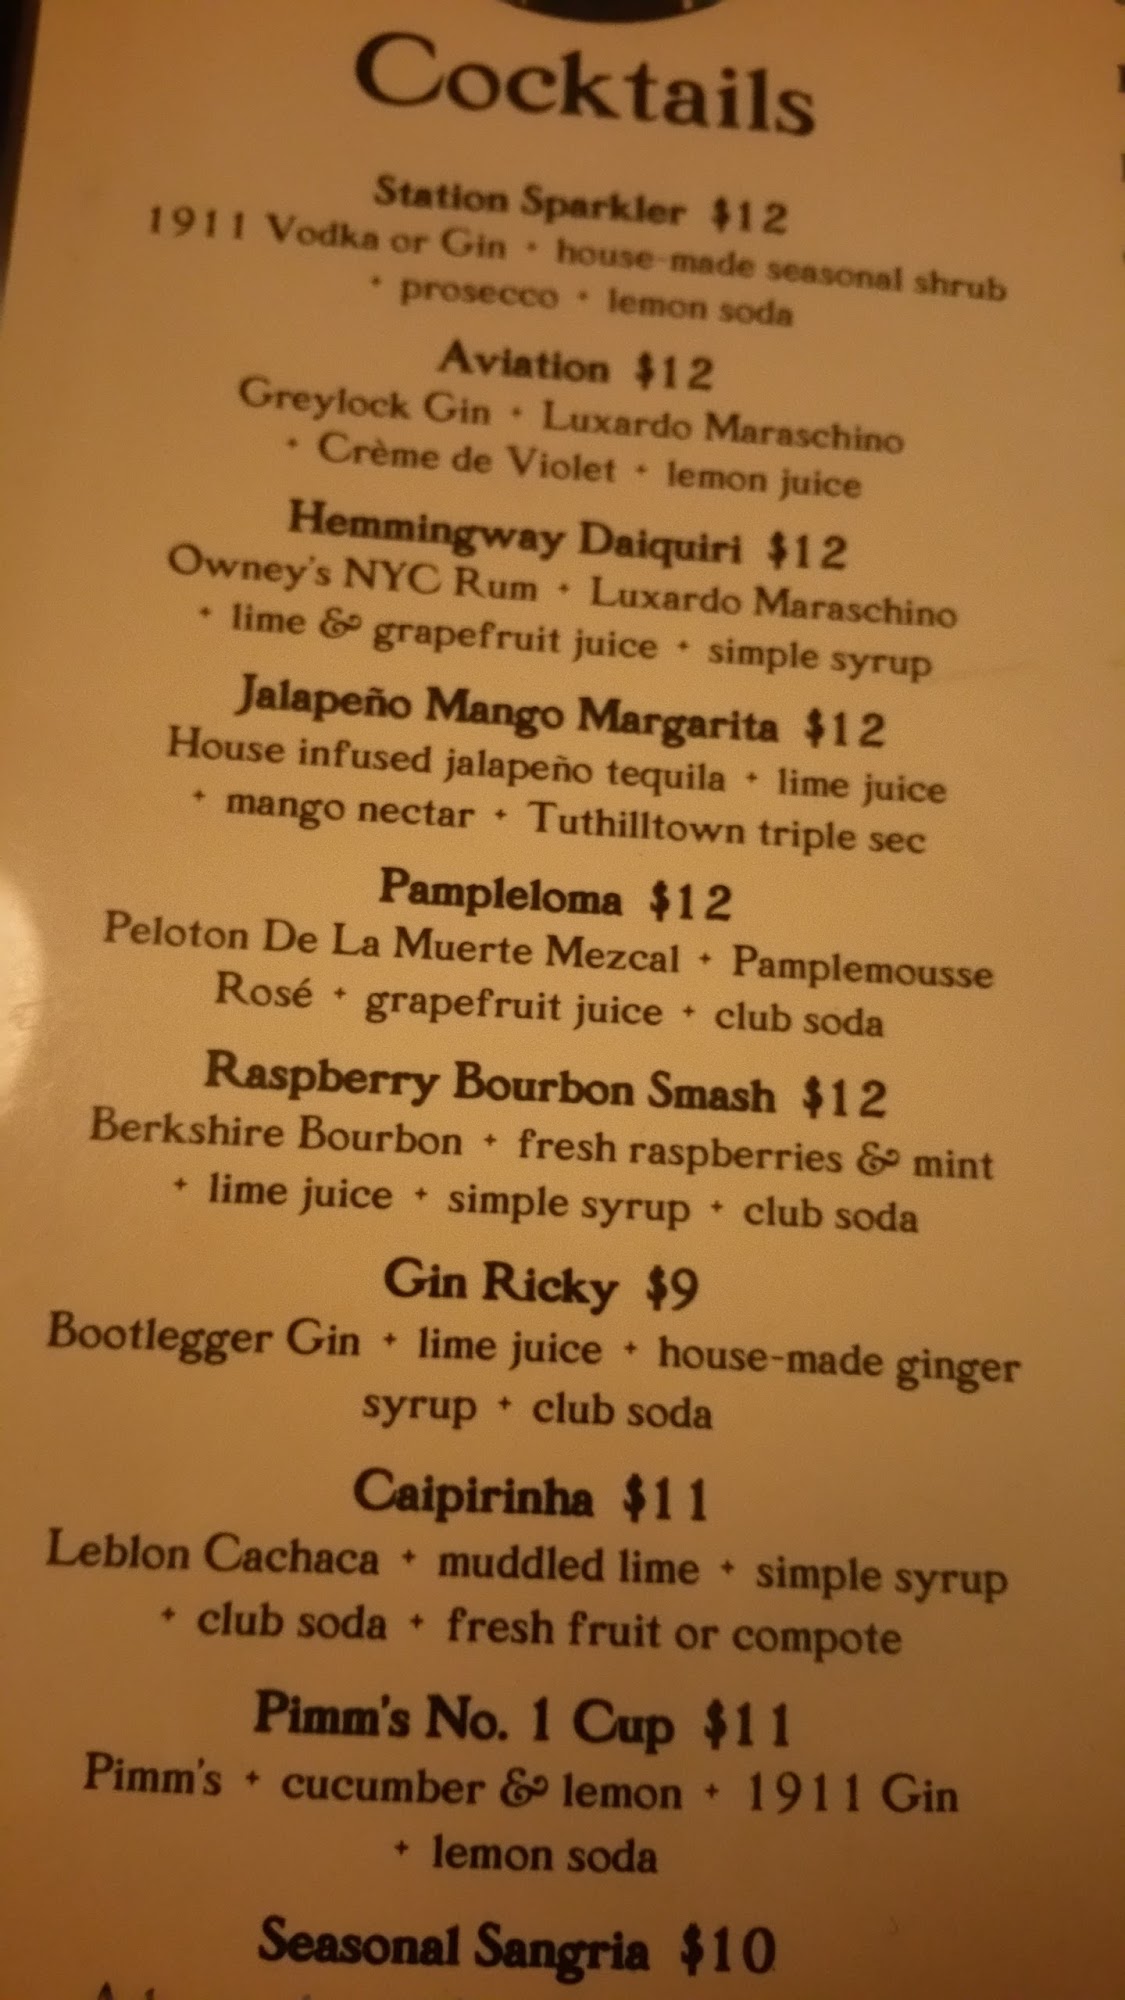 Cocktails
Station Sparkler $12
1911 Vodka or Gin + house-made seasonal shrub
+ prosecco + lemon soda
Aviation $12
Greylock Gin + Luxardo Maraschino
+ Crème de Violet + lemon juice
Hemmingway Daiquiri $12
Owney's NYC Rum + Luxardo Maraschino
+ lime & grapefruit juice + simple syrup
Jalapeño Mango Margarita $12
House infused jalapeño tequila + lime juice
+ mango nectar + Tuthilltown triple sec
Pampleloma $12
Peloton De La Muerte Mezcal + Pamplemousse
Rosé + grapefruit juice + club soda
Raspberry Bourbon Smash $12
Berkshire Bourbon + fresh raspberries & mint
+ lime juice + simple syrup + club soda
Gin Ricky $9
Bootlegger Gin + lime juice + house-made ginger
syrup + club soda
Caipirinha $11
Leblon Cachaca + muddled lime + simple syrup
+ club soda + fresh fruit or compote
Pimm's No. 1 Cup $11
Pimm's + cucumber & lemon + 1911 Gin
+ lemon soda
Seasonal Sangria $10